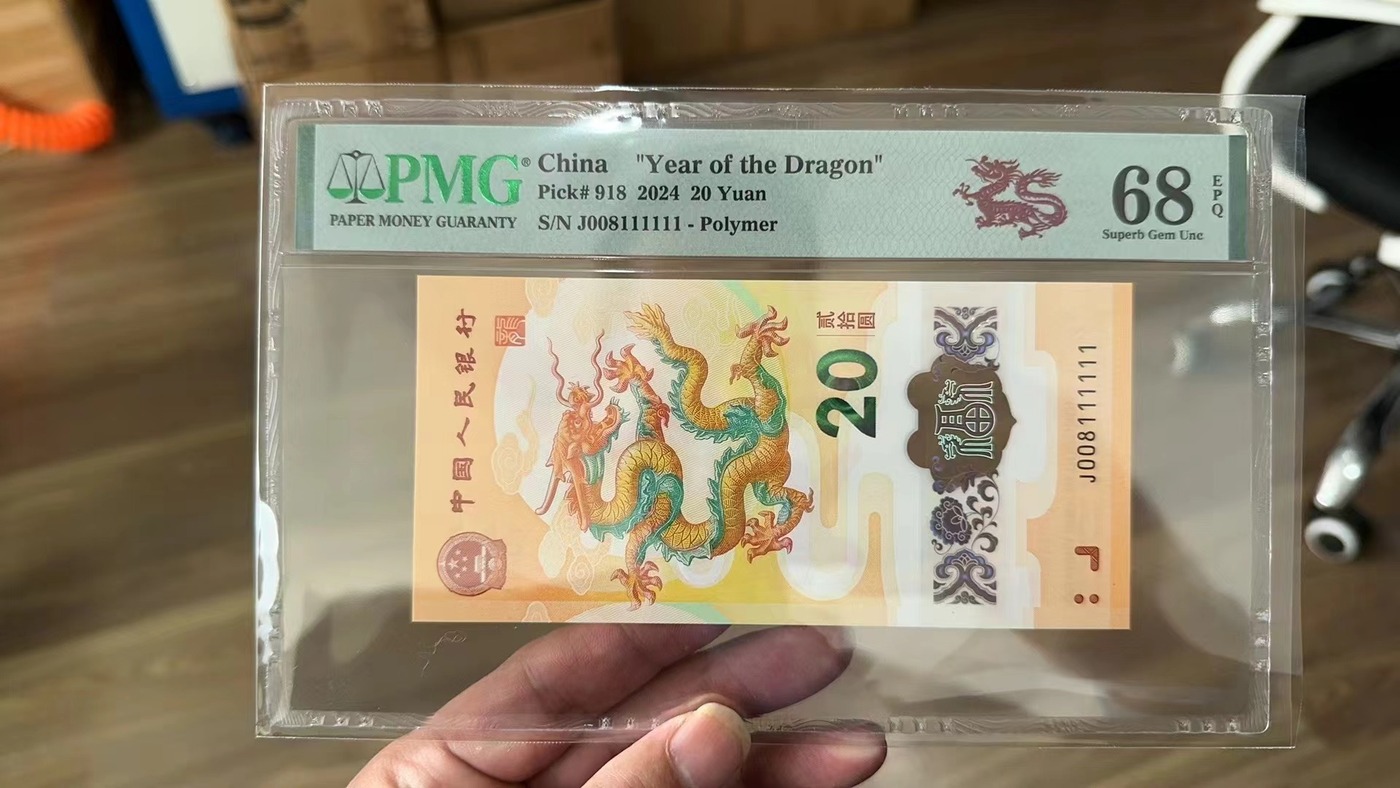 PMG®
PAPER MONEY GUARANTY
China "Year of the Dragon"
Pick# 918 2024 20 Yuan
S/N J008111111 - Polymer
68
EPQ
Superb Gem Unc
中国人民银行
贰拾圆
20
J008111111